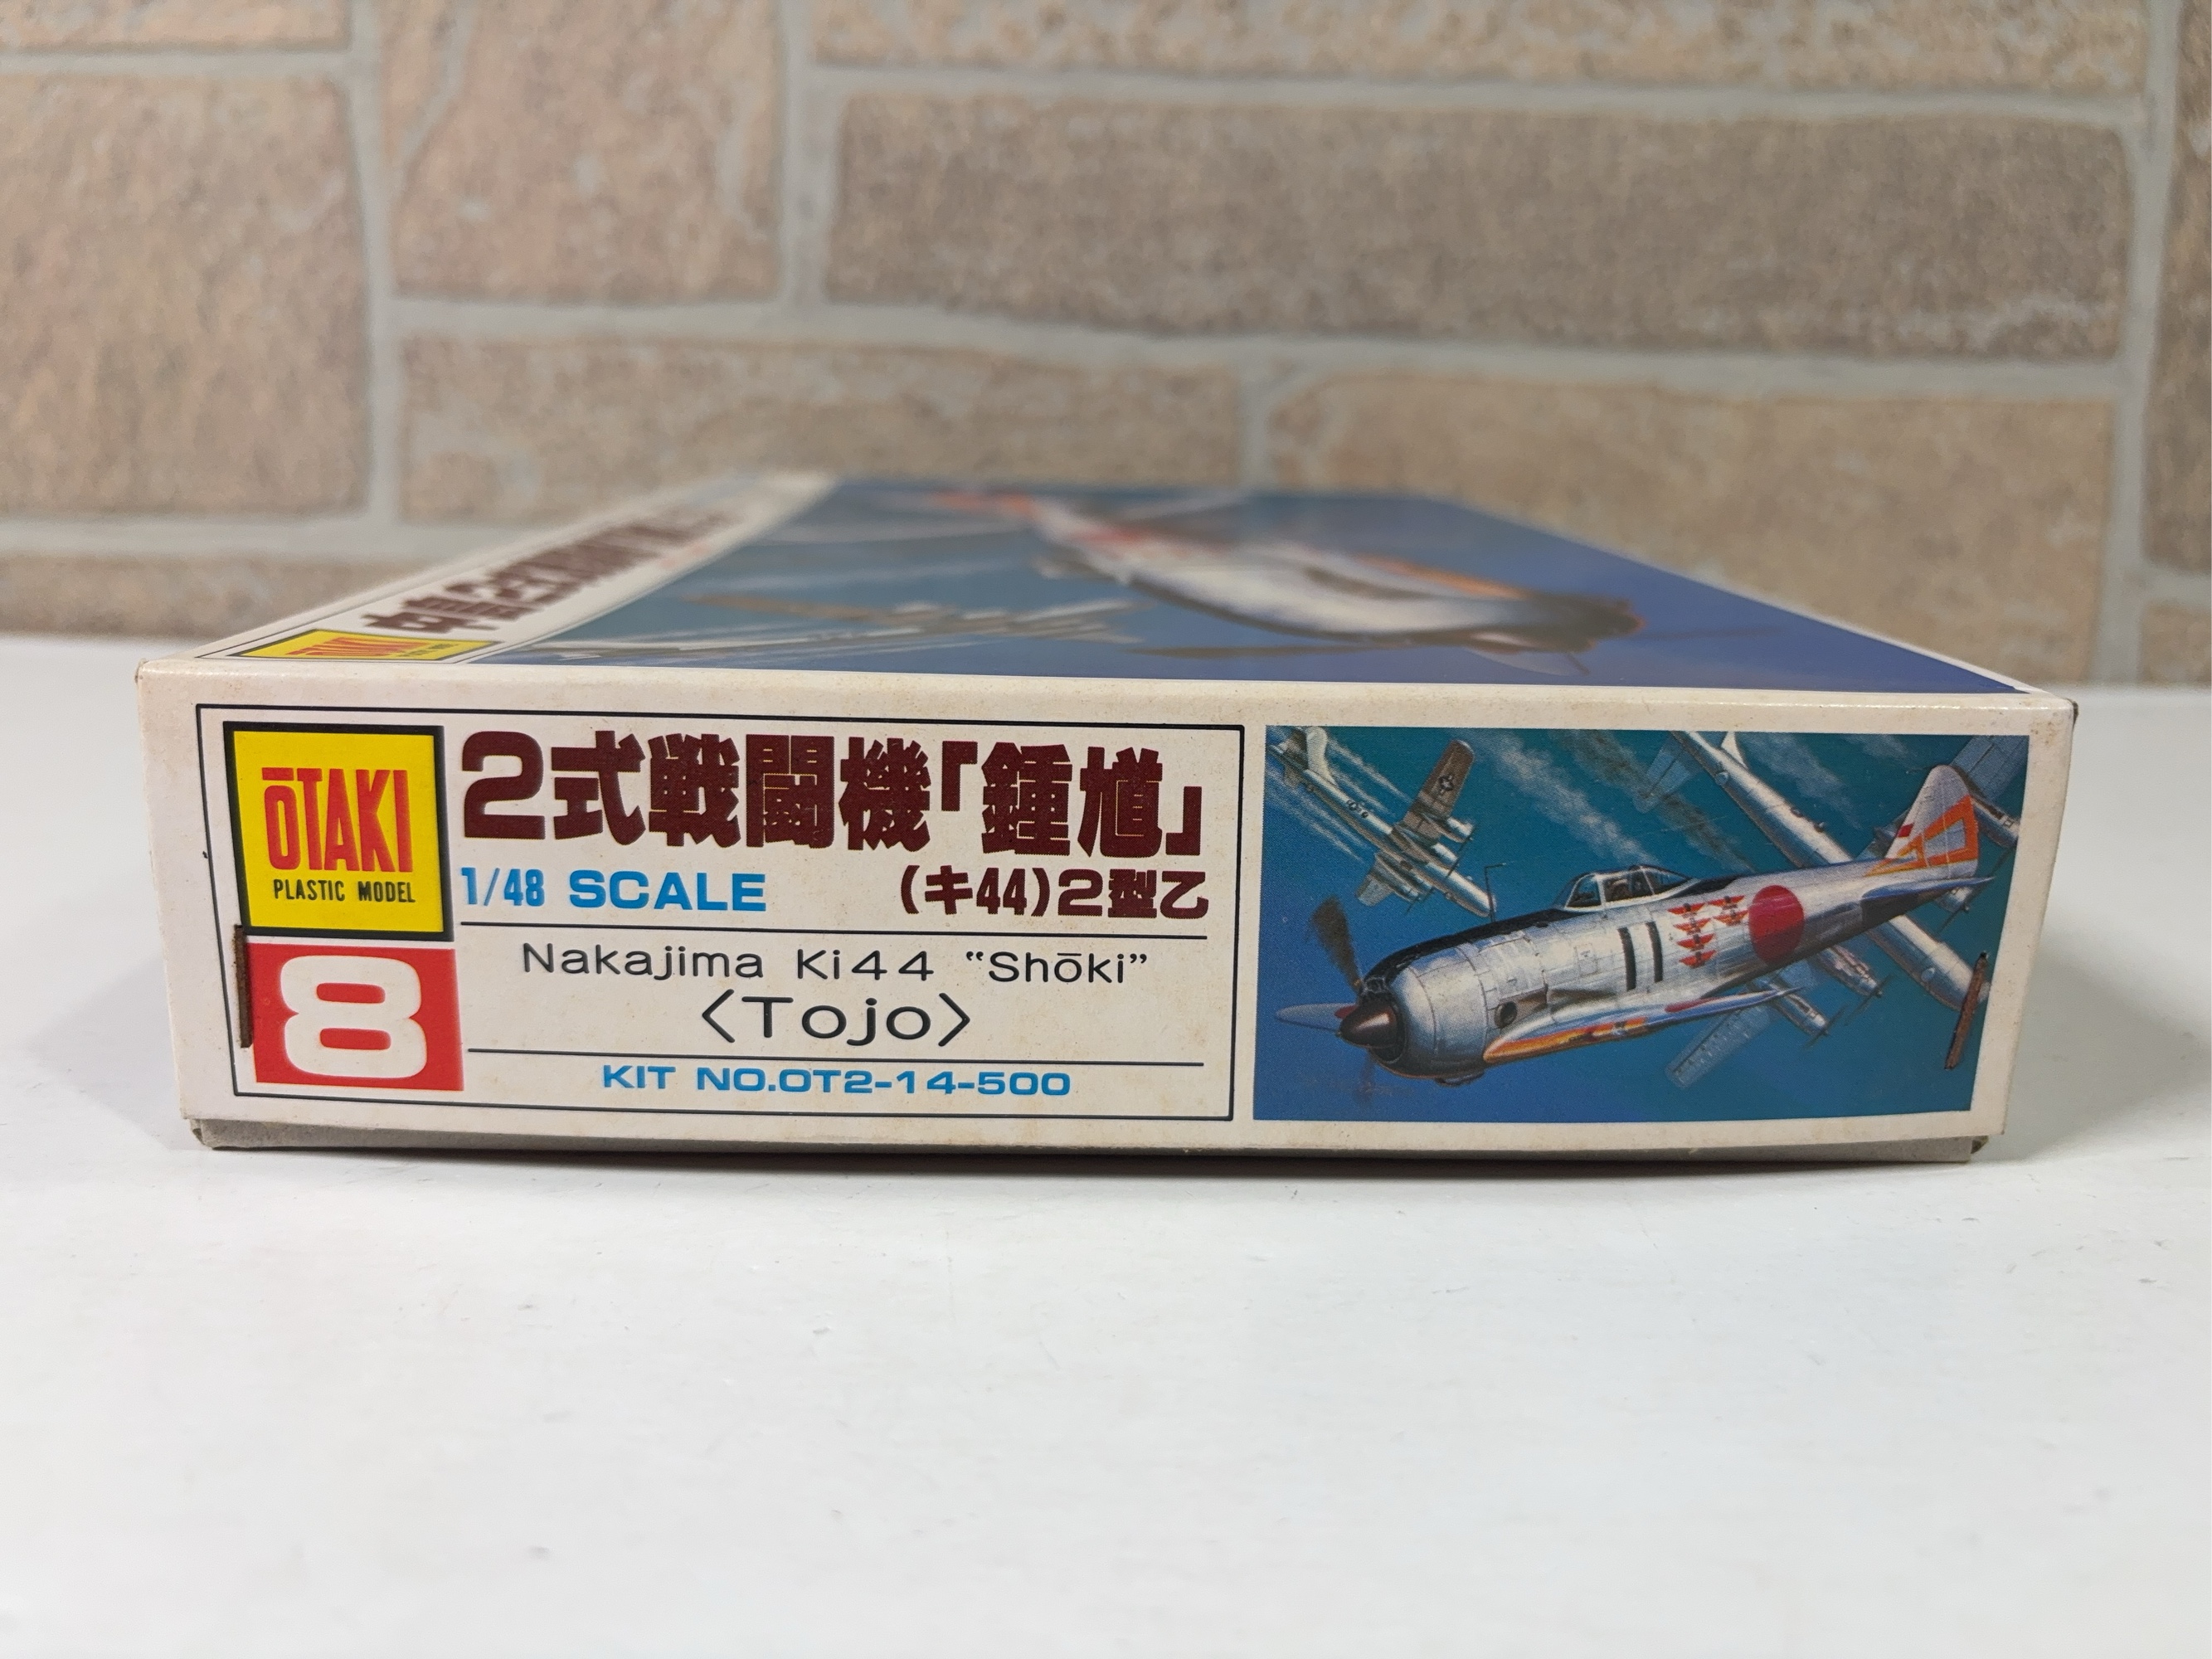 ŌTAKI
PLASTIC MODEL
8
2式戦闘機「鍾馗」
1/48 SCALE
(キ44)2型乙
Nakajima Ki44 “Shōki”
〈Tojo〉
KIT NO.OT2-14-500